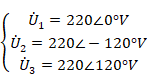 U̇₁ = 220∠0°V
U̇₂ = 220∠ − 120°V
U̇₃ = 220∠120°V